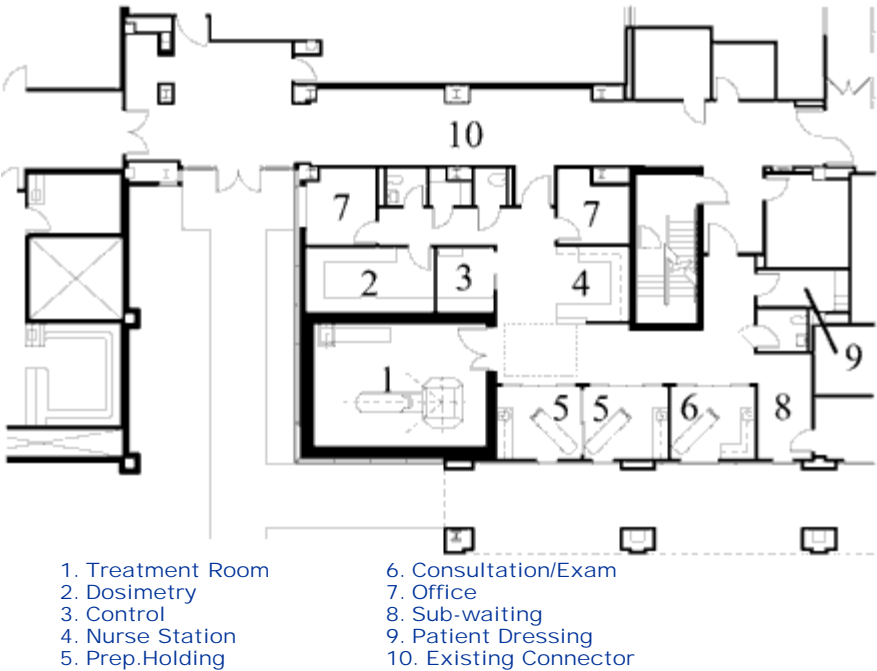 10
7
7
2
3
4
9
1
5
5
6
8
1. Treatment Room
2. Dosimetry
3. Control
4. Nurse Station
5. Prep.Holding
6. Consultation/Exam
7. Office
8. Sub-waiting
9. Patient Dressing
10. Existing Connector